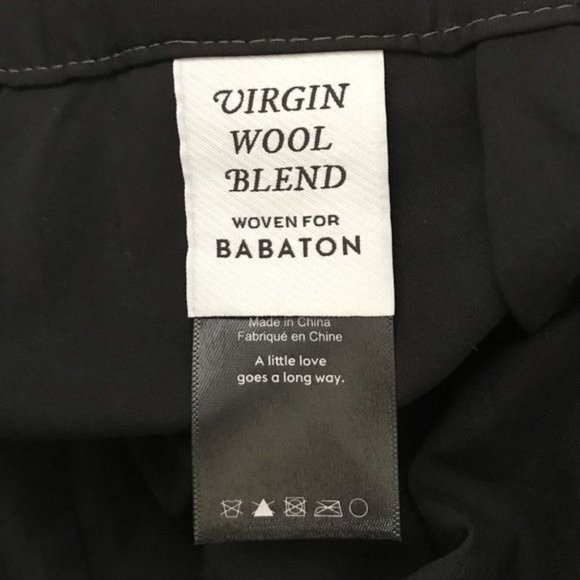 VIRGIN
WOOL
BLEND
WOVEN FOR
BABATON
Made in China
Fabriqué en Chine
A little love
goes a long way.